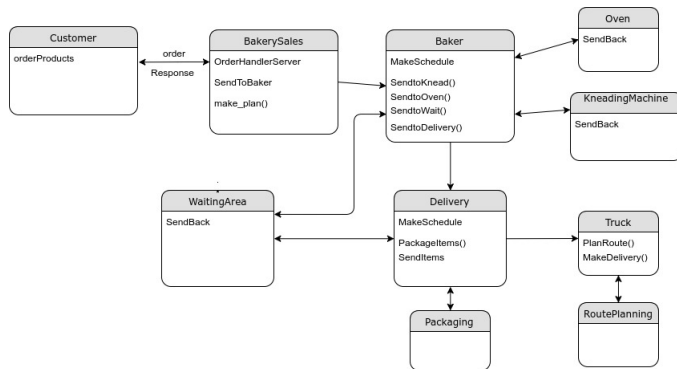 Customer
orderProducts
order
Response
BakerySales
OrderHandlerServer
SendToBaker
make_plan()
Baker
MakeSchedule
SendtoKnead()
SendtoOven()
SendtoWait()
SendtoDelivery()
Oven
SendBack
KneadingMachine
SendBack
WaitingArea
SendBack
Delivery
MakeSchedule
PackageItems()
SendItems
Truck
PlanRoute()
MakeDelivery()
Packaging
RoutePlanning